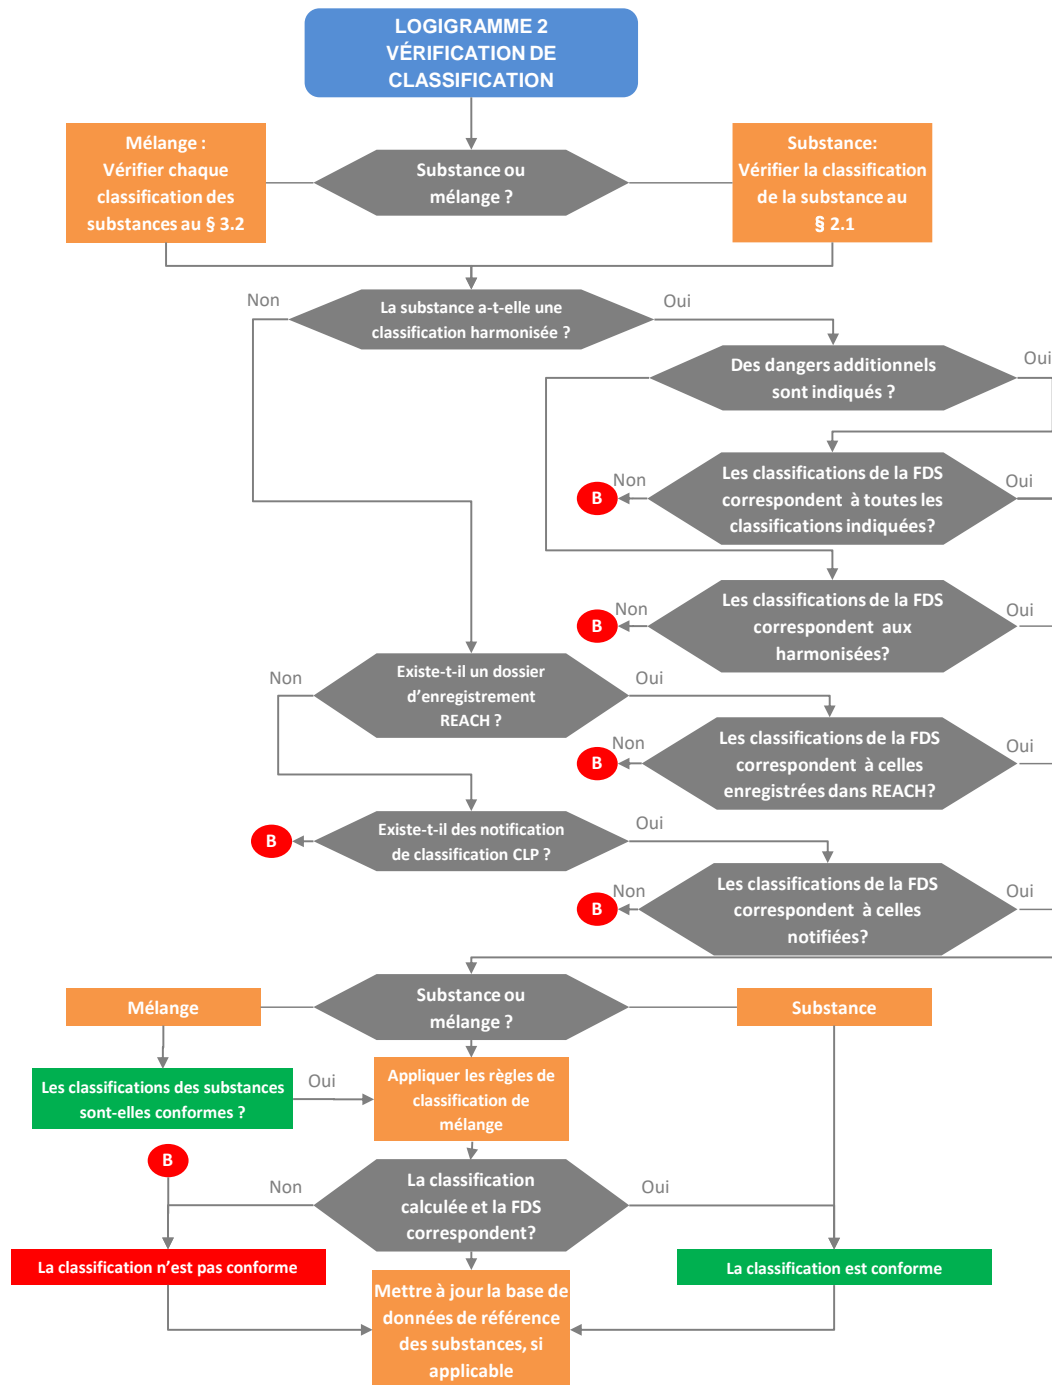 LOGIGRAMME 2
VÉRIFICATION DE
CLASSIFICATION
Mélange :
Vérifier chaque
classification des
substances au § 3.2
Substance ou
mélange ?
Substance:
Vérifier la classification
de la substance au
§ 2.1
Non
La substance a-t-elle une
classification harmonisée ?
Oui
Des dangers additionnels
sont indiqués ?
Oui
B
Non
Les classifications de la FDS
correspondent à toutes les
classifications indiquées?
Oui
B
Non
Les classifications de la FDS
correspondent aux
harmonisées?
Oui
Non
Existe-t-il un dossier
d'enregistrement
REACH ?
Oui
B
Non
Les classifications de la FDS
correspondent à celles
enregistrées dans REACH?
Oui
B
Existe-t-il des notification
de classification CLP ?
Oui
B
Non
Les classifications de la FDS
correspondent à celles
notifiées?
Oui
Mélange
Substance ou
mélange ?
Substance
Les classifications des substances
sont-elles conformes ?
Oui
Appliquer les règles de
classification de
mélange
B
Non
La classification
calculée et la FDS
correspondent?
Oui
La classification n'est pas conforme
La classification est conforme
Mettre à jour la base de
données de référence
des substances, si
applicable